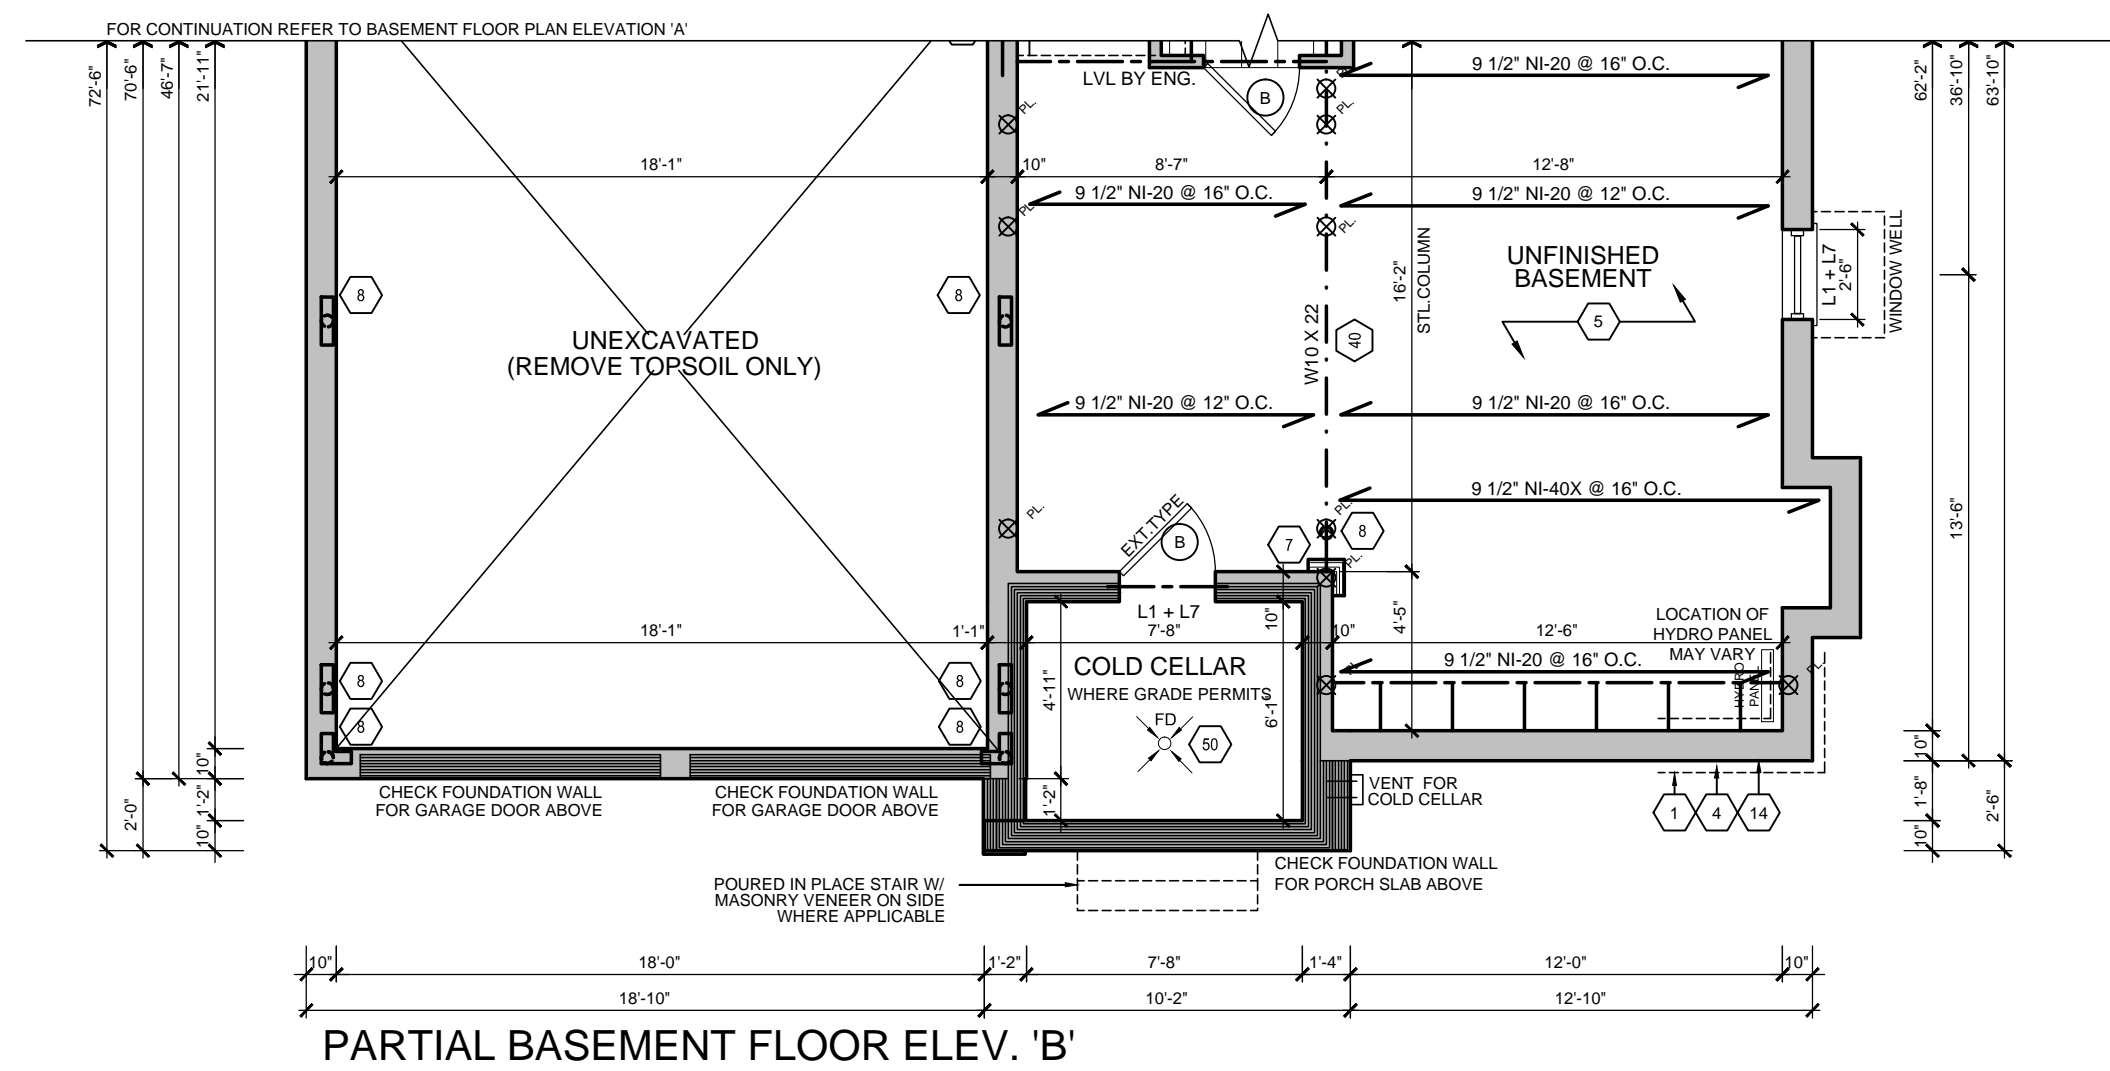 FOR CONTINUATION REFER TO BASEMENT FLOOR PLAN ELEVATION 'A'
72'-6"
70'-6"
46'-7"
21'-11"
LVL BY ENG.
B
PL.
PL.
9 1/2" NI-20 @ 16" O.C.
62'-2"
36'-10"
63'-10"
18'-1"
10"
8'-7"
12'-8"
9 1/2" NI-20 @ 16" O.C.
9 1/2" NI-20 @ 12" O.C.
PL.
PL.
8
8
UNEXCAVATED
(REMOVE TOPSOIL ONLY)
W10 X 22
40
16'-2"
STL.COLUMN
UNFINISHED
BASEMENT
5
L1 + L7
2'-6"
WINDOW WELL
9 1/2" NI-20 @ 12" O.C.
9 1/2" NI-20 @ 16" O.C.
9 1/2" NI-40X @ 16" O.C.
PL.
PL.
EXT.TYPE
B
7
8
PL.
13'-6"
L1 + L7
18'-1"
1'-1"
7'-8"
10"
10"
4'-5"
12'-6"
LOCATION OF
HYDRO PANEL
MAY VARY
9 1/2" NI-20 @ 16" O.C.
HYDRO
PANEL
PL.
COLD CELLAR
WHERE GRADE PERMITS
4'-11"
6'-1"
FD
50
8
8
8
8
10"
1'-2"
10"
2'-0"
1'-2"
CHECK FOUNDATION WALL
FOR GARAGE DOOR ABOVE
CHECK FOUNDATION WALL
FOR GARAGE DOOR ABOVE
VENT FOR
COLD CELLAR
1
4
14
10"
1'-8"
10"
2'-6"
CHECK FOUNDATION WALL
FOR PORCH SLAB ABOVE
POURED IN PLACE STAIR W/
MASONRY VENEER ON SIDE
WHERE APPLICABLE
10"
18'-0"
1'-2"
7'-8"
1'-4"
12'-0"
10"
18'-10"
10'-2"
12'-10"
PARTIAL BASEMENT FLOOR ELEV. 'B'